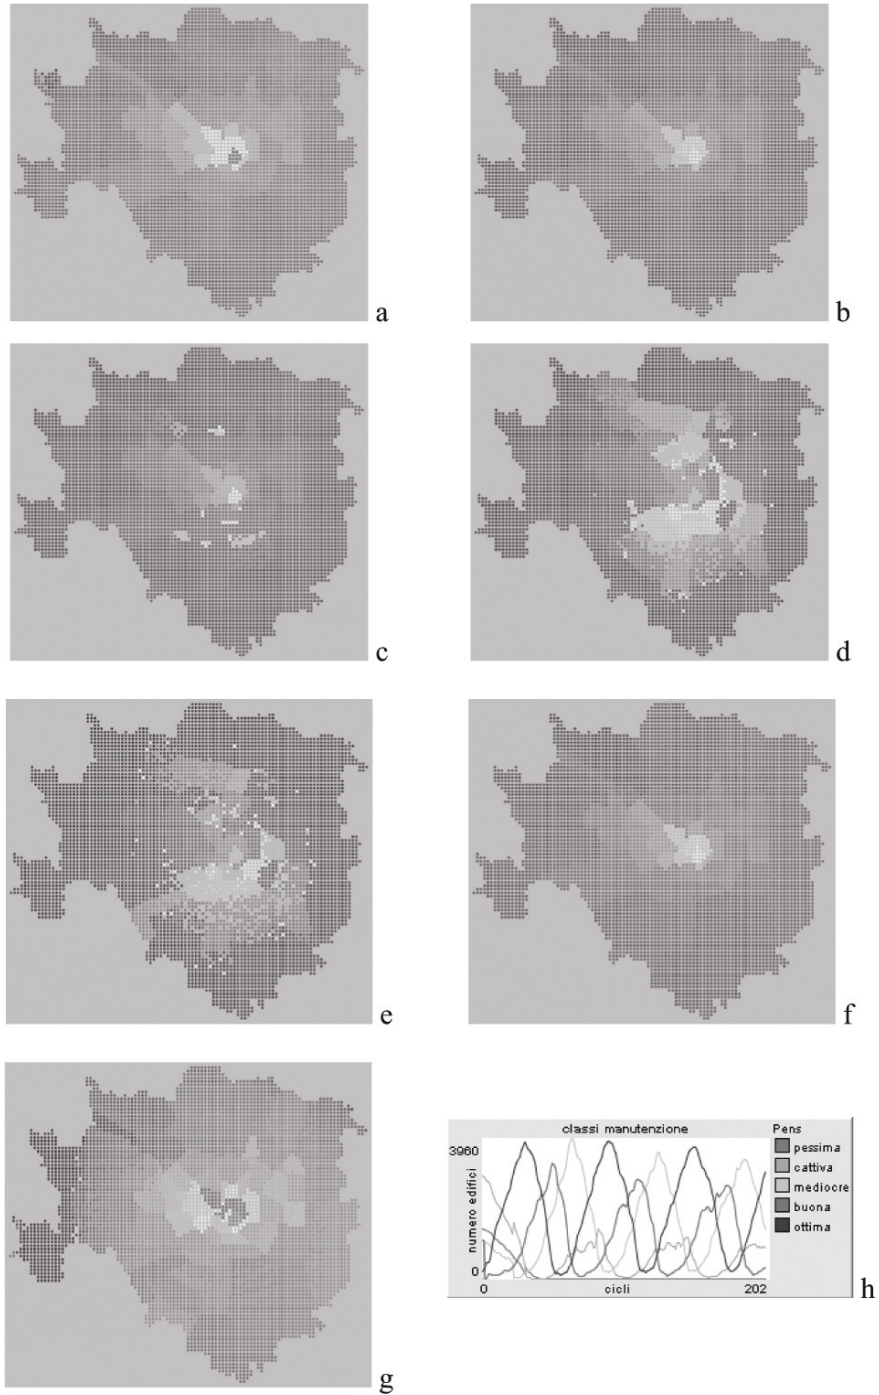 a
b
c
d
e
f
g
classi manutenzione
Pens
3960
numero edifici
0
0
cicli
202
pessima
cattiva
mediocre
buona
ottima
h